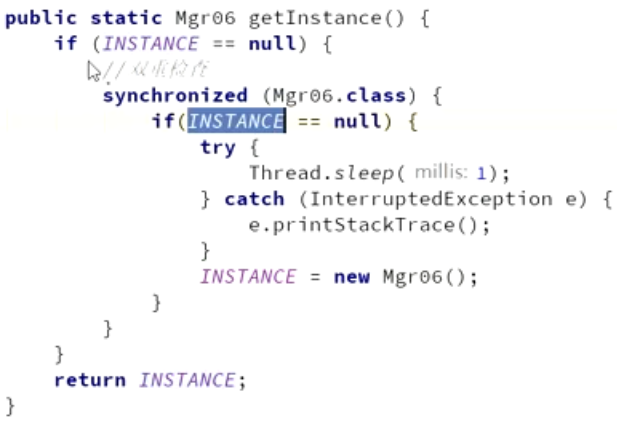 public static Mgr06 getInstance() {
if (INSTANCE == null) {
//双重检查
synchronized (Mgr06.class) {
if(INSTANCE == null) {
try {
Thread.sleep( millis: 1);
} catch (InterruptedException e) {
e.printStackTrace();
}
INSTANCE = new Mgr06();
}
}
}
return INSTANCE;
}